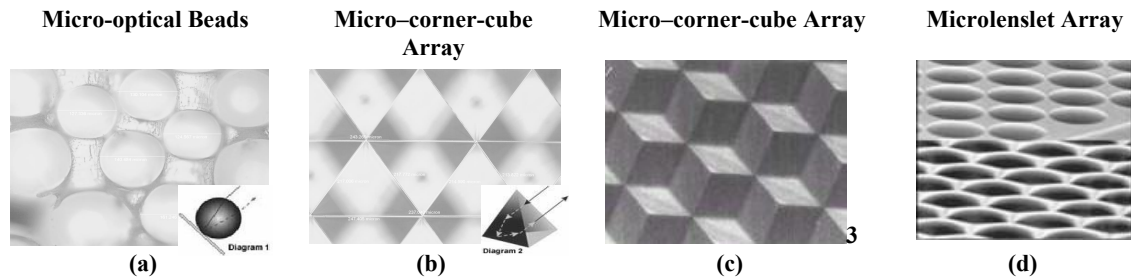 Micro-optical Beads
Micro–corner-cube
Array
Micro–corner-cube Array
Microlenslet Array
Diagram 1
Diagram 2
3
(a)
(b)
(c)
(d)